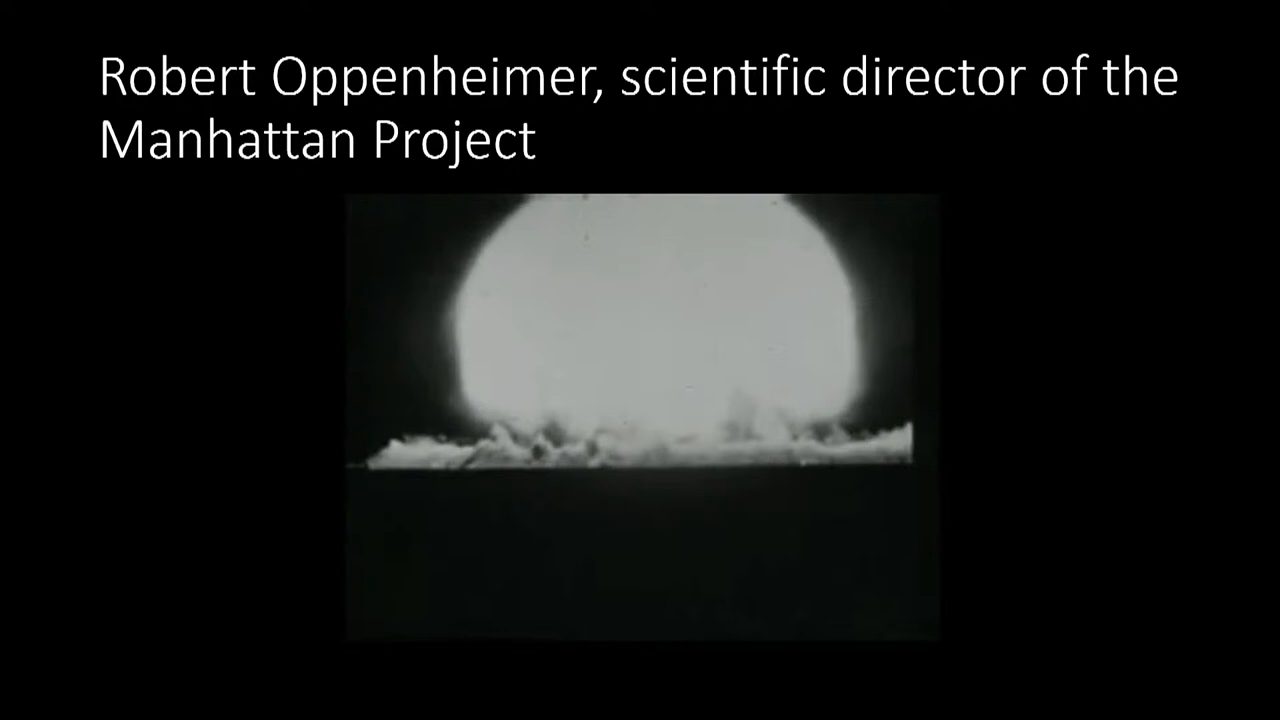 Robert Oppenheimer, scientific director of the
Manhattan Project